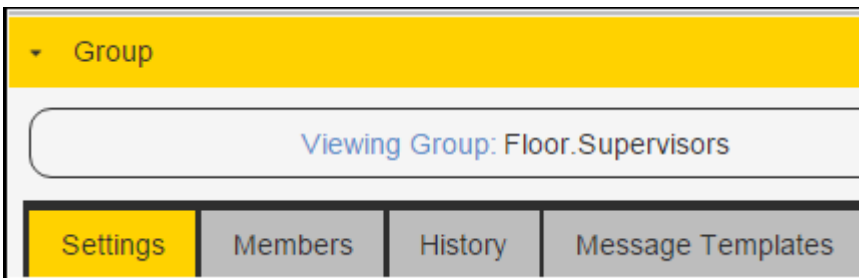 Group
Viewing Group: Floor.Supervisors
Settings Members History Message Templates